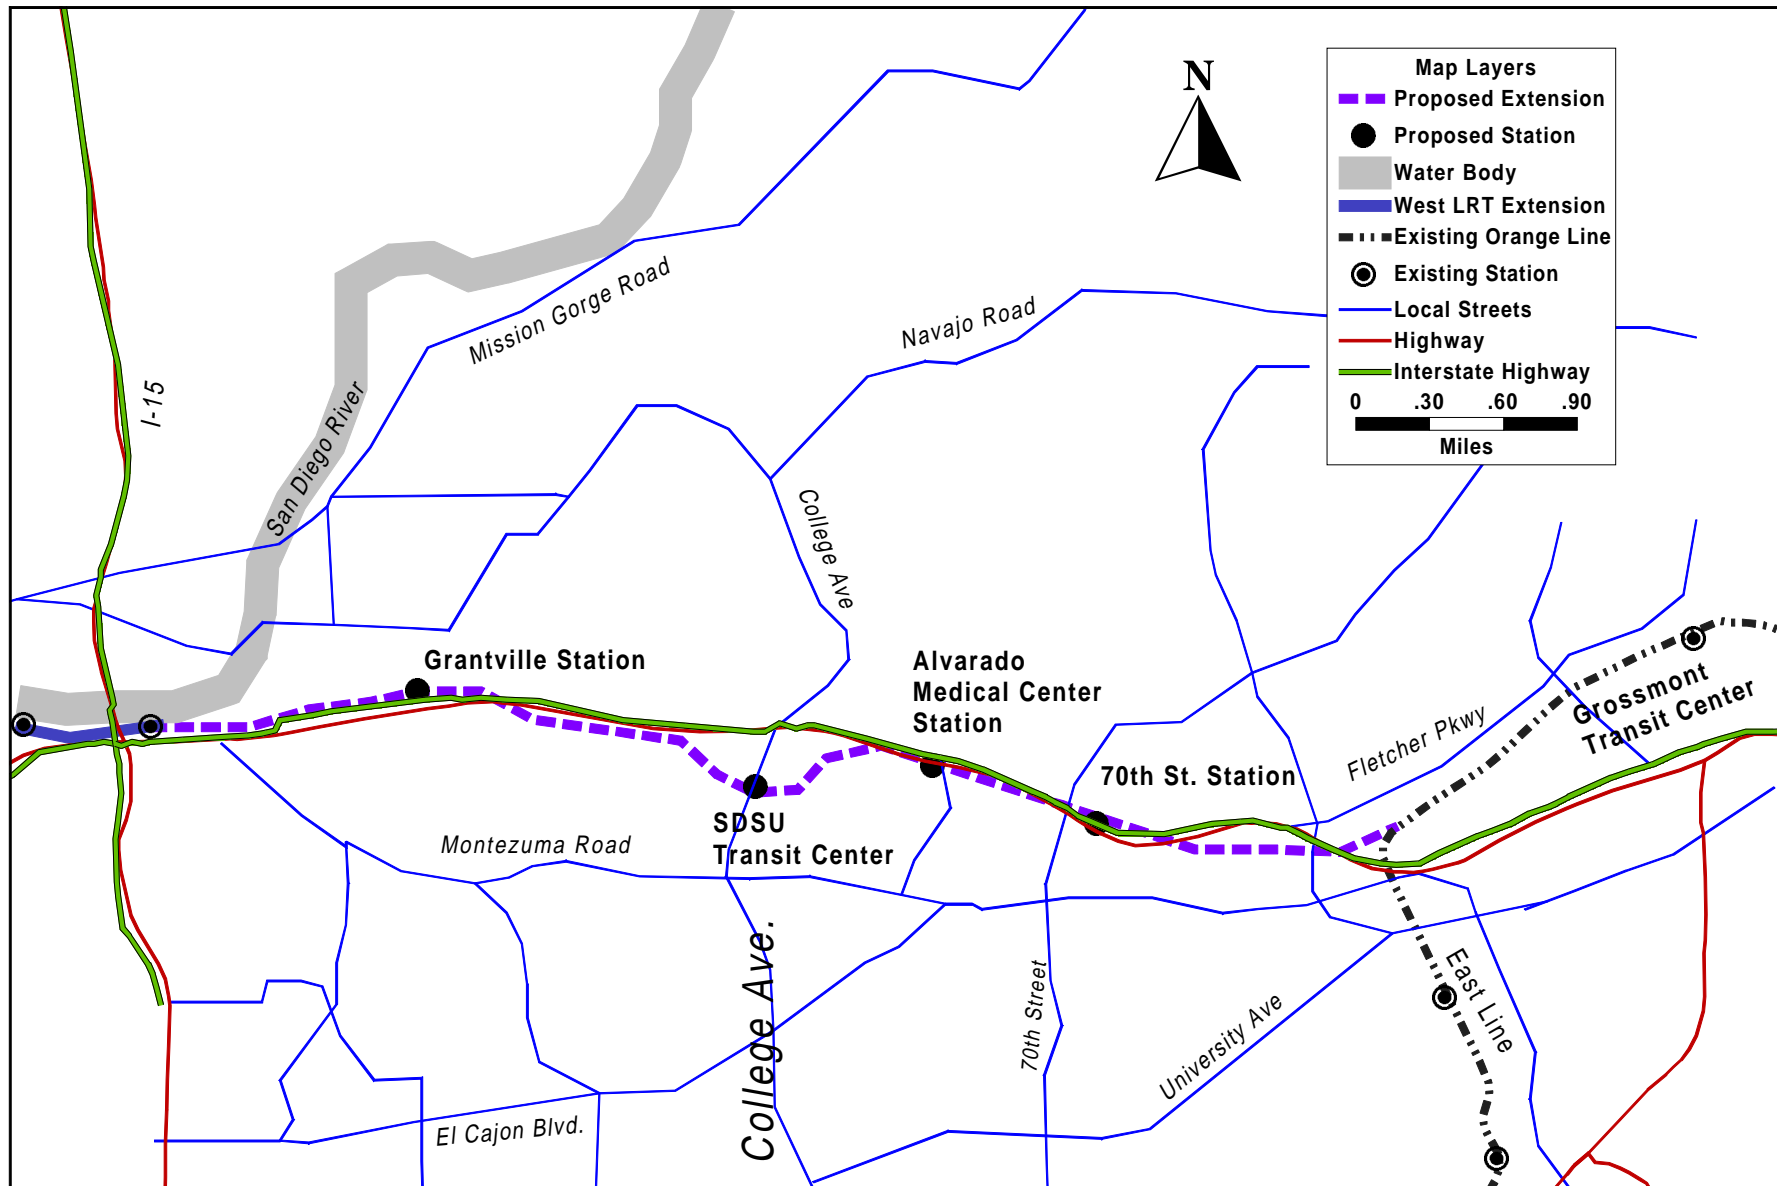 N
Map Layers
Proposed Extension
Proposed Station
Water Body
West LRT Extension
Existing Orange Line
Existing Station
Local Streets
Highway
Interstate Highway
0 .30 .60 .90
Miles
Mission Gorge Road
Navajo Road
I-15
San Diego River
College Ave
Grantville Station
Alvarado
Medical Center
Station
Grossmont
Transit Center
Fletcher Pkwy
70th St. Station
SDSU
Transit Center
Montezuma Road
College Ave.
70th Street
East Line
University Ave
El Cajon Blvd.